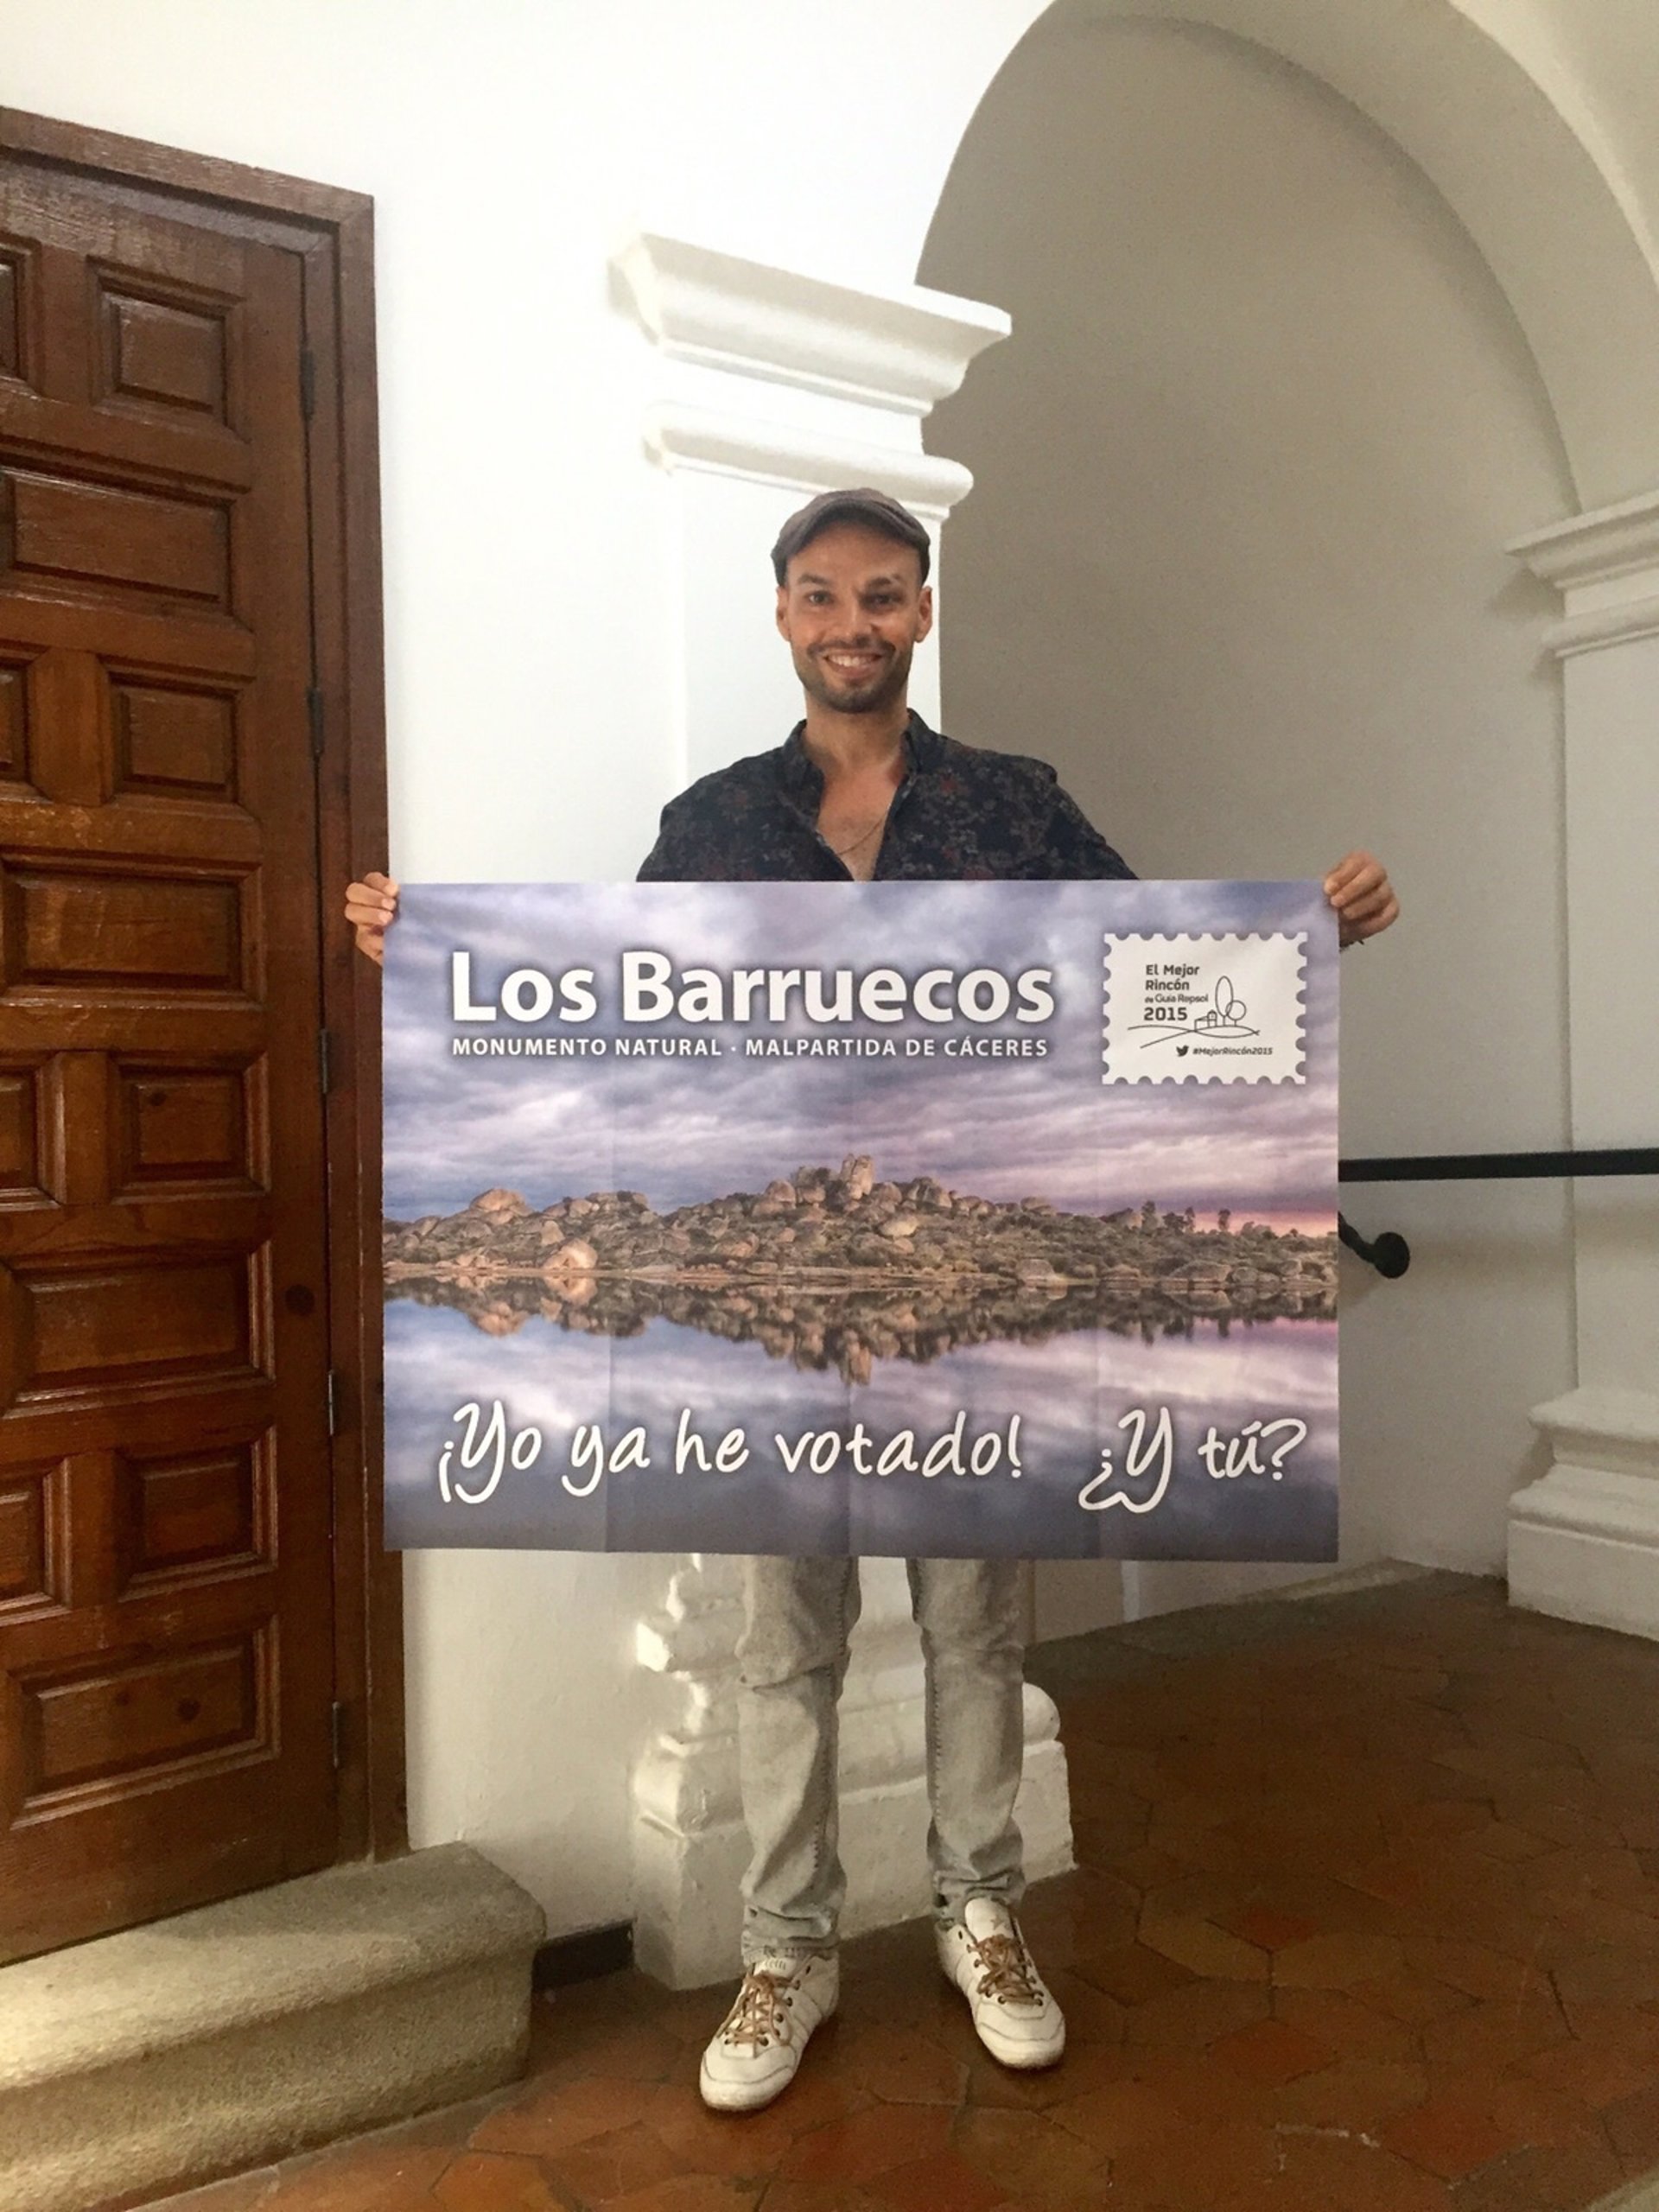 Los Barruecos
MONUMENTO NATURAL · MALPARTIDA DE CÁCERES
El Mejor
Rincón
de Guía Repsol
2015
#MejorRincón2015
¡Yo ya he votado! ¿Y tú?